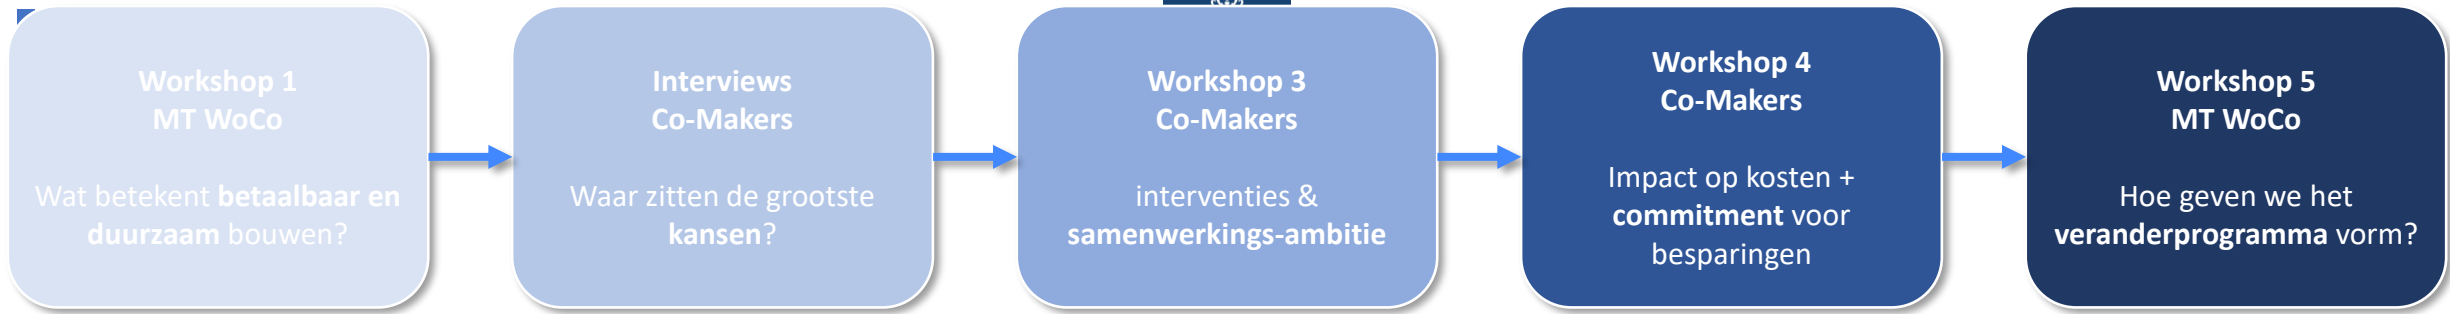 Workshop 1
MT WoCo
Wat betekent betaalbaar en
duurzaam bouwen?
Interviews
Co-Makers
Waar zitten de grootste
kansen?
Workshop 3
Co-Makers
interventies &
samenwerkings-ambitie
Workshop 4
Co-Makers
Impact op kosten +
commitment voor
besparingen
Workshop 5
MT WoCo
Hoe geven we het
veranderprogramma vorm?